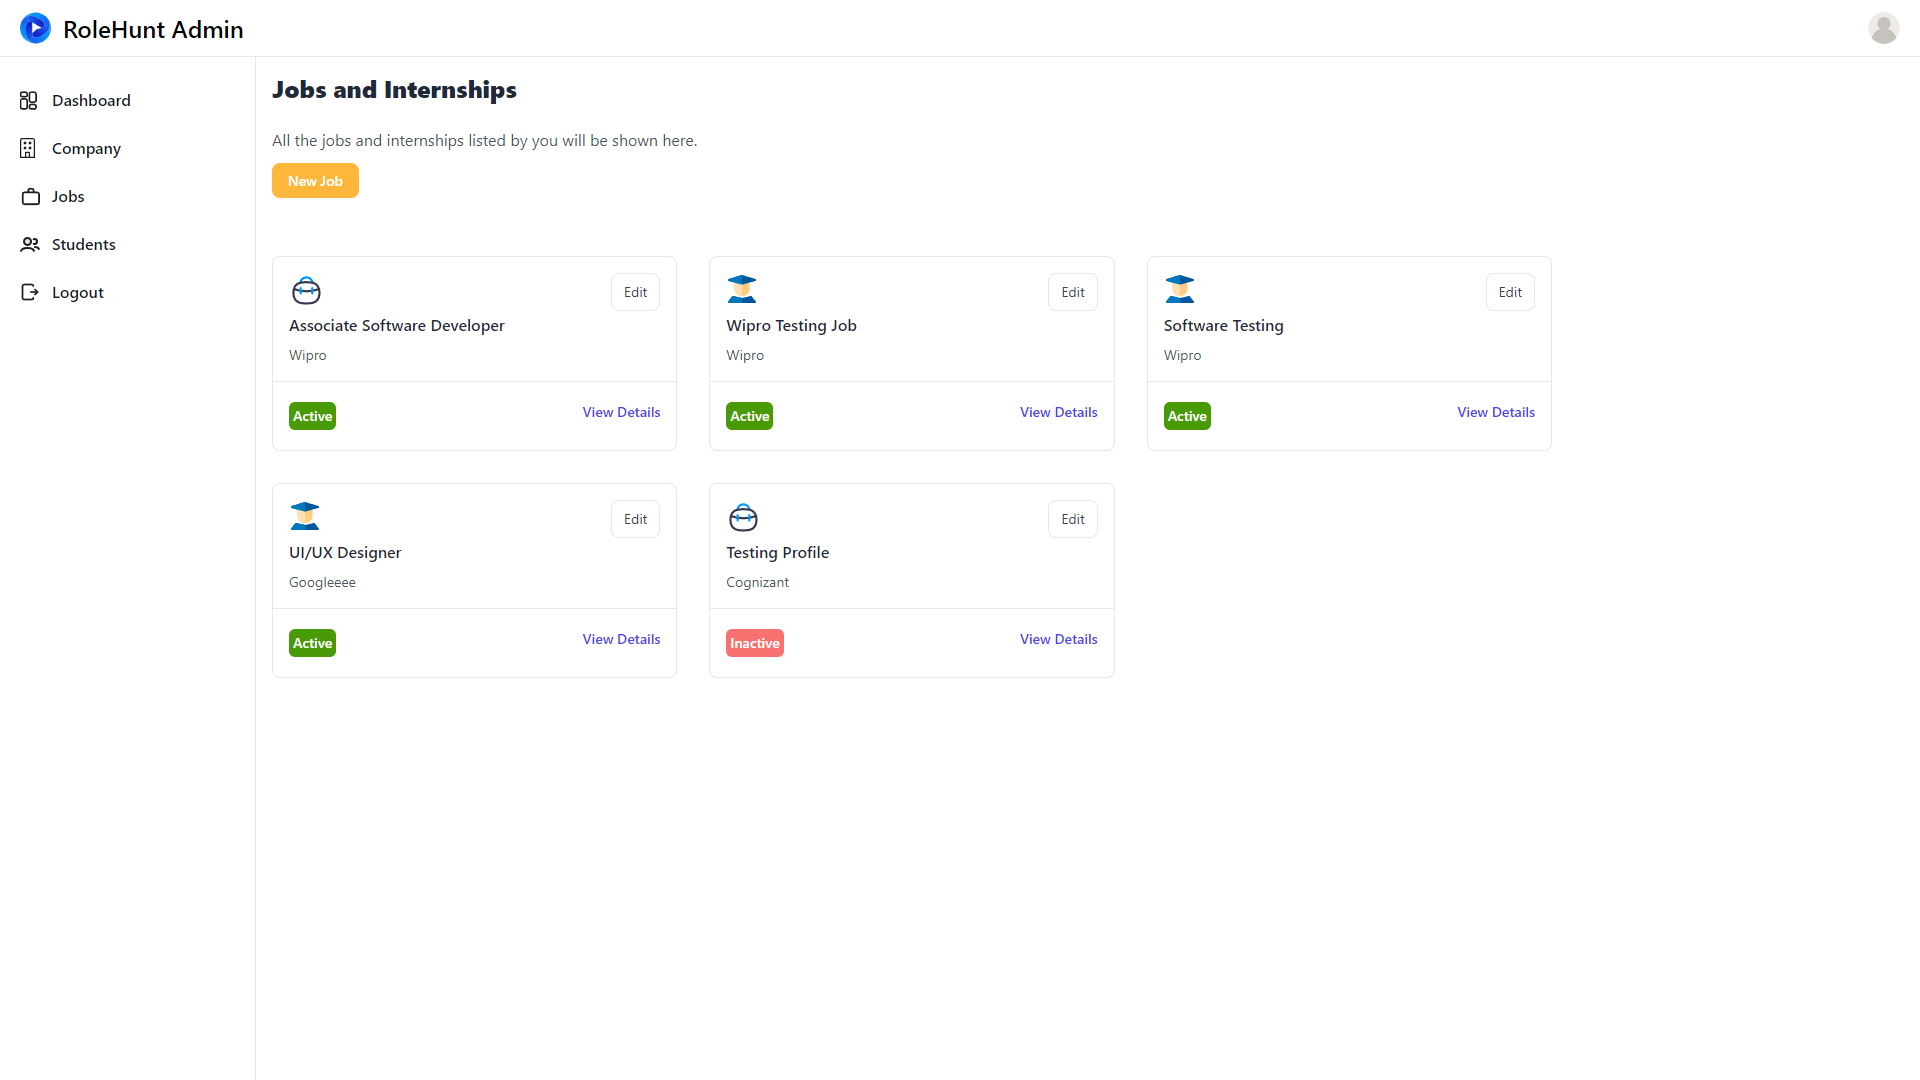 RoleHunt Admin
Dashboard
Company
Jobs
Students
Logout
Jobs and Internships
All the jobs and internships listed by you will be shown here.
New Job
Edit
Associate Software Developer
Wipro
Active
View Details
Edit
Wipro Testing Job
Wipro
Active
View Details
Edit
Software Testing
Wipro
Active
View Details
Edit
UI/UX Designer
Googleeee
Active
View Details
Edit
Testing Profile
Cognizant
Inactive
View Details